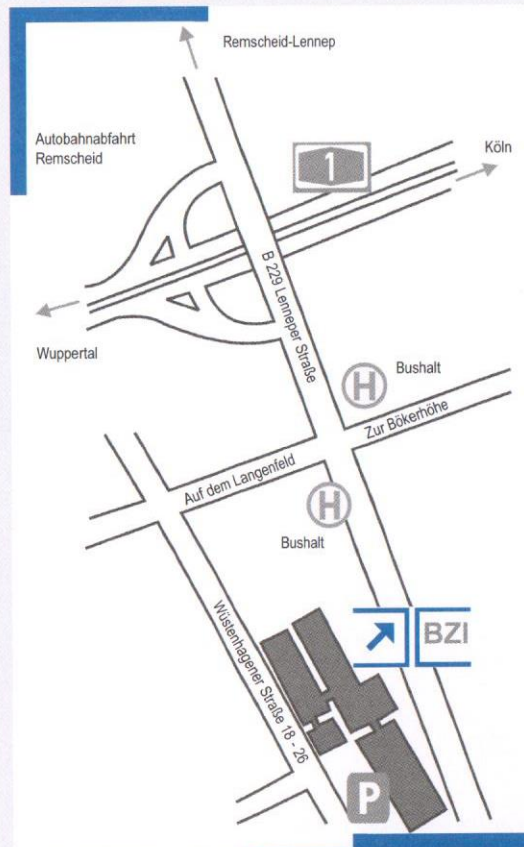 Remscheid-Lennep
Autobahnabfahrt
Remscheid
1
Köln
B 229 Lenneper Straße
Wuppertal
Bushalt
H
Zur Bökerhöhe
Auf dem Langenfeld
H
Bushalt
Wüstenhagener Straße 18 - 26
BZI
P